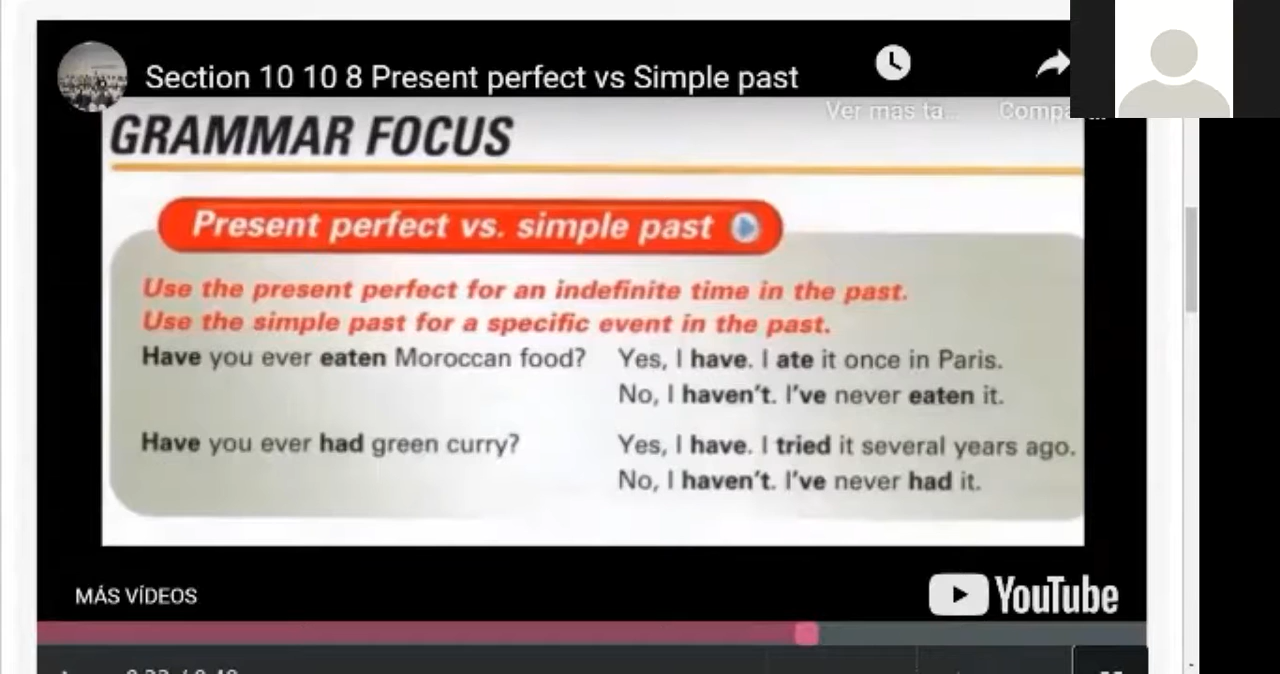 Section 10 10 8 Present perfect vs Simple past
Ver más ta...
GRAMMAR FOCUS
Present perfect vs. simple past
Use the present perfect for an indefinite time in the past.
Use the simple past for a specific event in the past.
Have you ever eaten Moroccan food? Yes, I have. I ate it once in Paris.
No, I haven't. I've never eaten it.
Have you ever had green curry? Yes, I have. I tried it several years ago.
No, I haven't. I've never had it.
MÁS VÍDEOS
YouTube